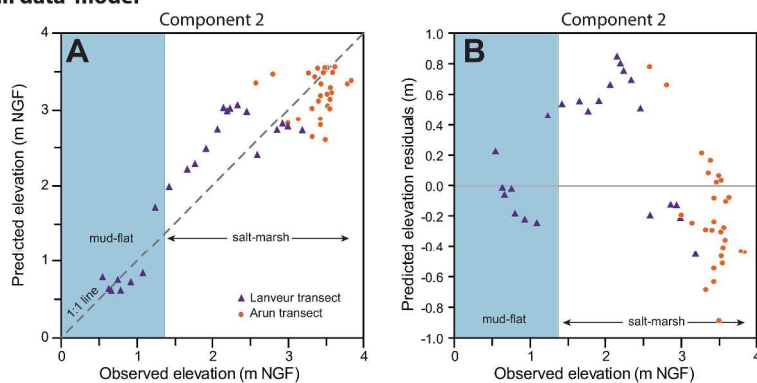 Component 2
A
Predicted elevation (m NGF)
4
3
2
1
0
mud-flat
salt-marsh
1:1 line
Lanveur transect
Arun transect
0 1 2 3 4
Observed elevation (m NGF)
Component 2
B
Predicted elevation residuals (m)
1.0
0.8
0.6
0.4
0.2
0.0
-0.2
-0.4
-0.6
-0.8
-1.0
mud-flat
salt-marsh
0 1 2 3 4
Observed elevation (m NGF)